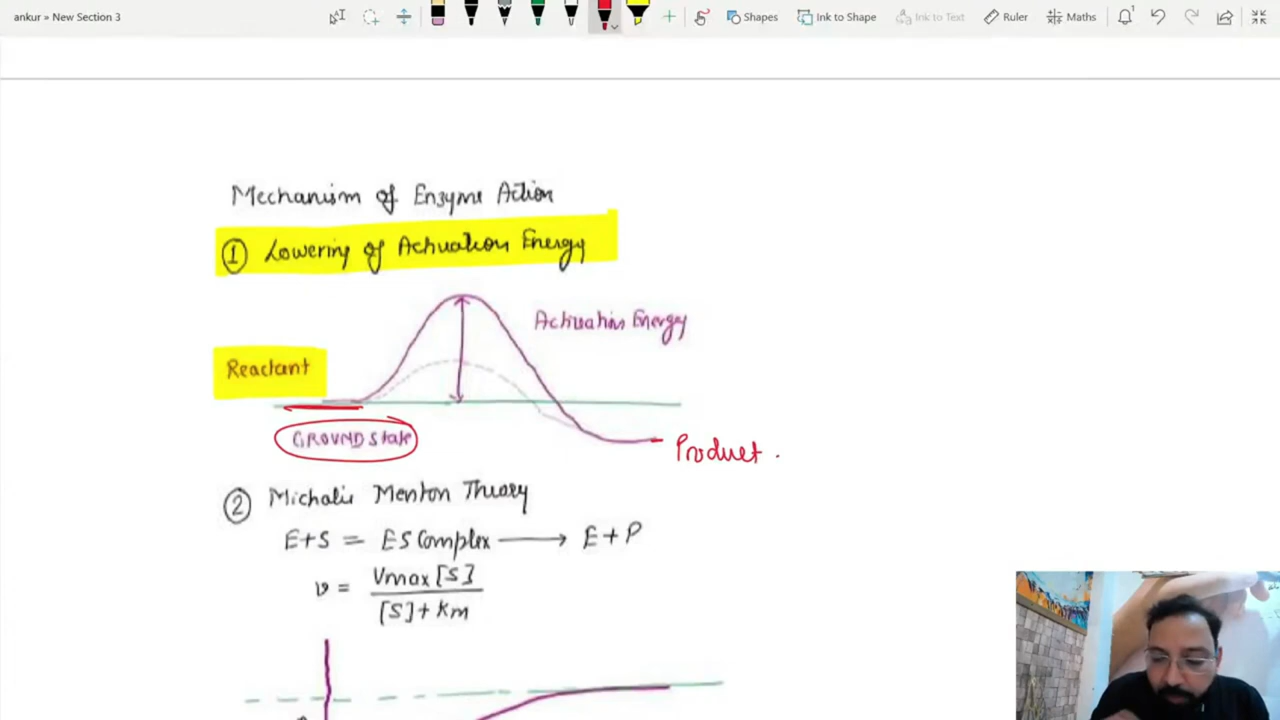 ankur » New Section 3
Shapes
Ink to Shape
Ink to Text
Ruler
Maths
Mechanism of Enzyme Action
① Lowering of Activation Energy
Activation Energy
Reactant
GROUND State
Product .
② Michalis Menton Theory
E+S = ES Complex → E+P
v = Vmax [S]
[S]+km